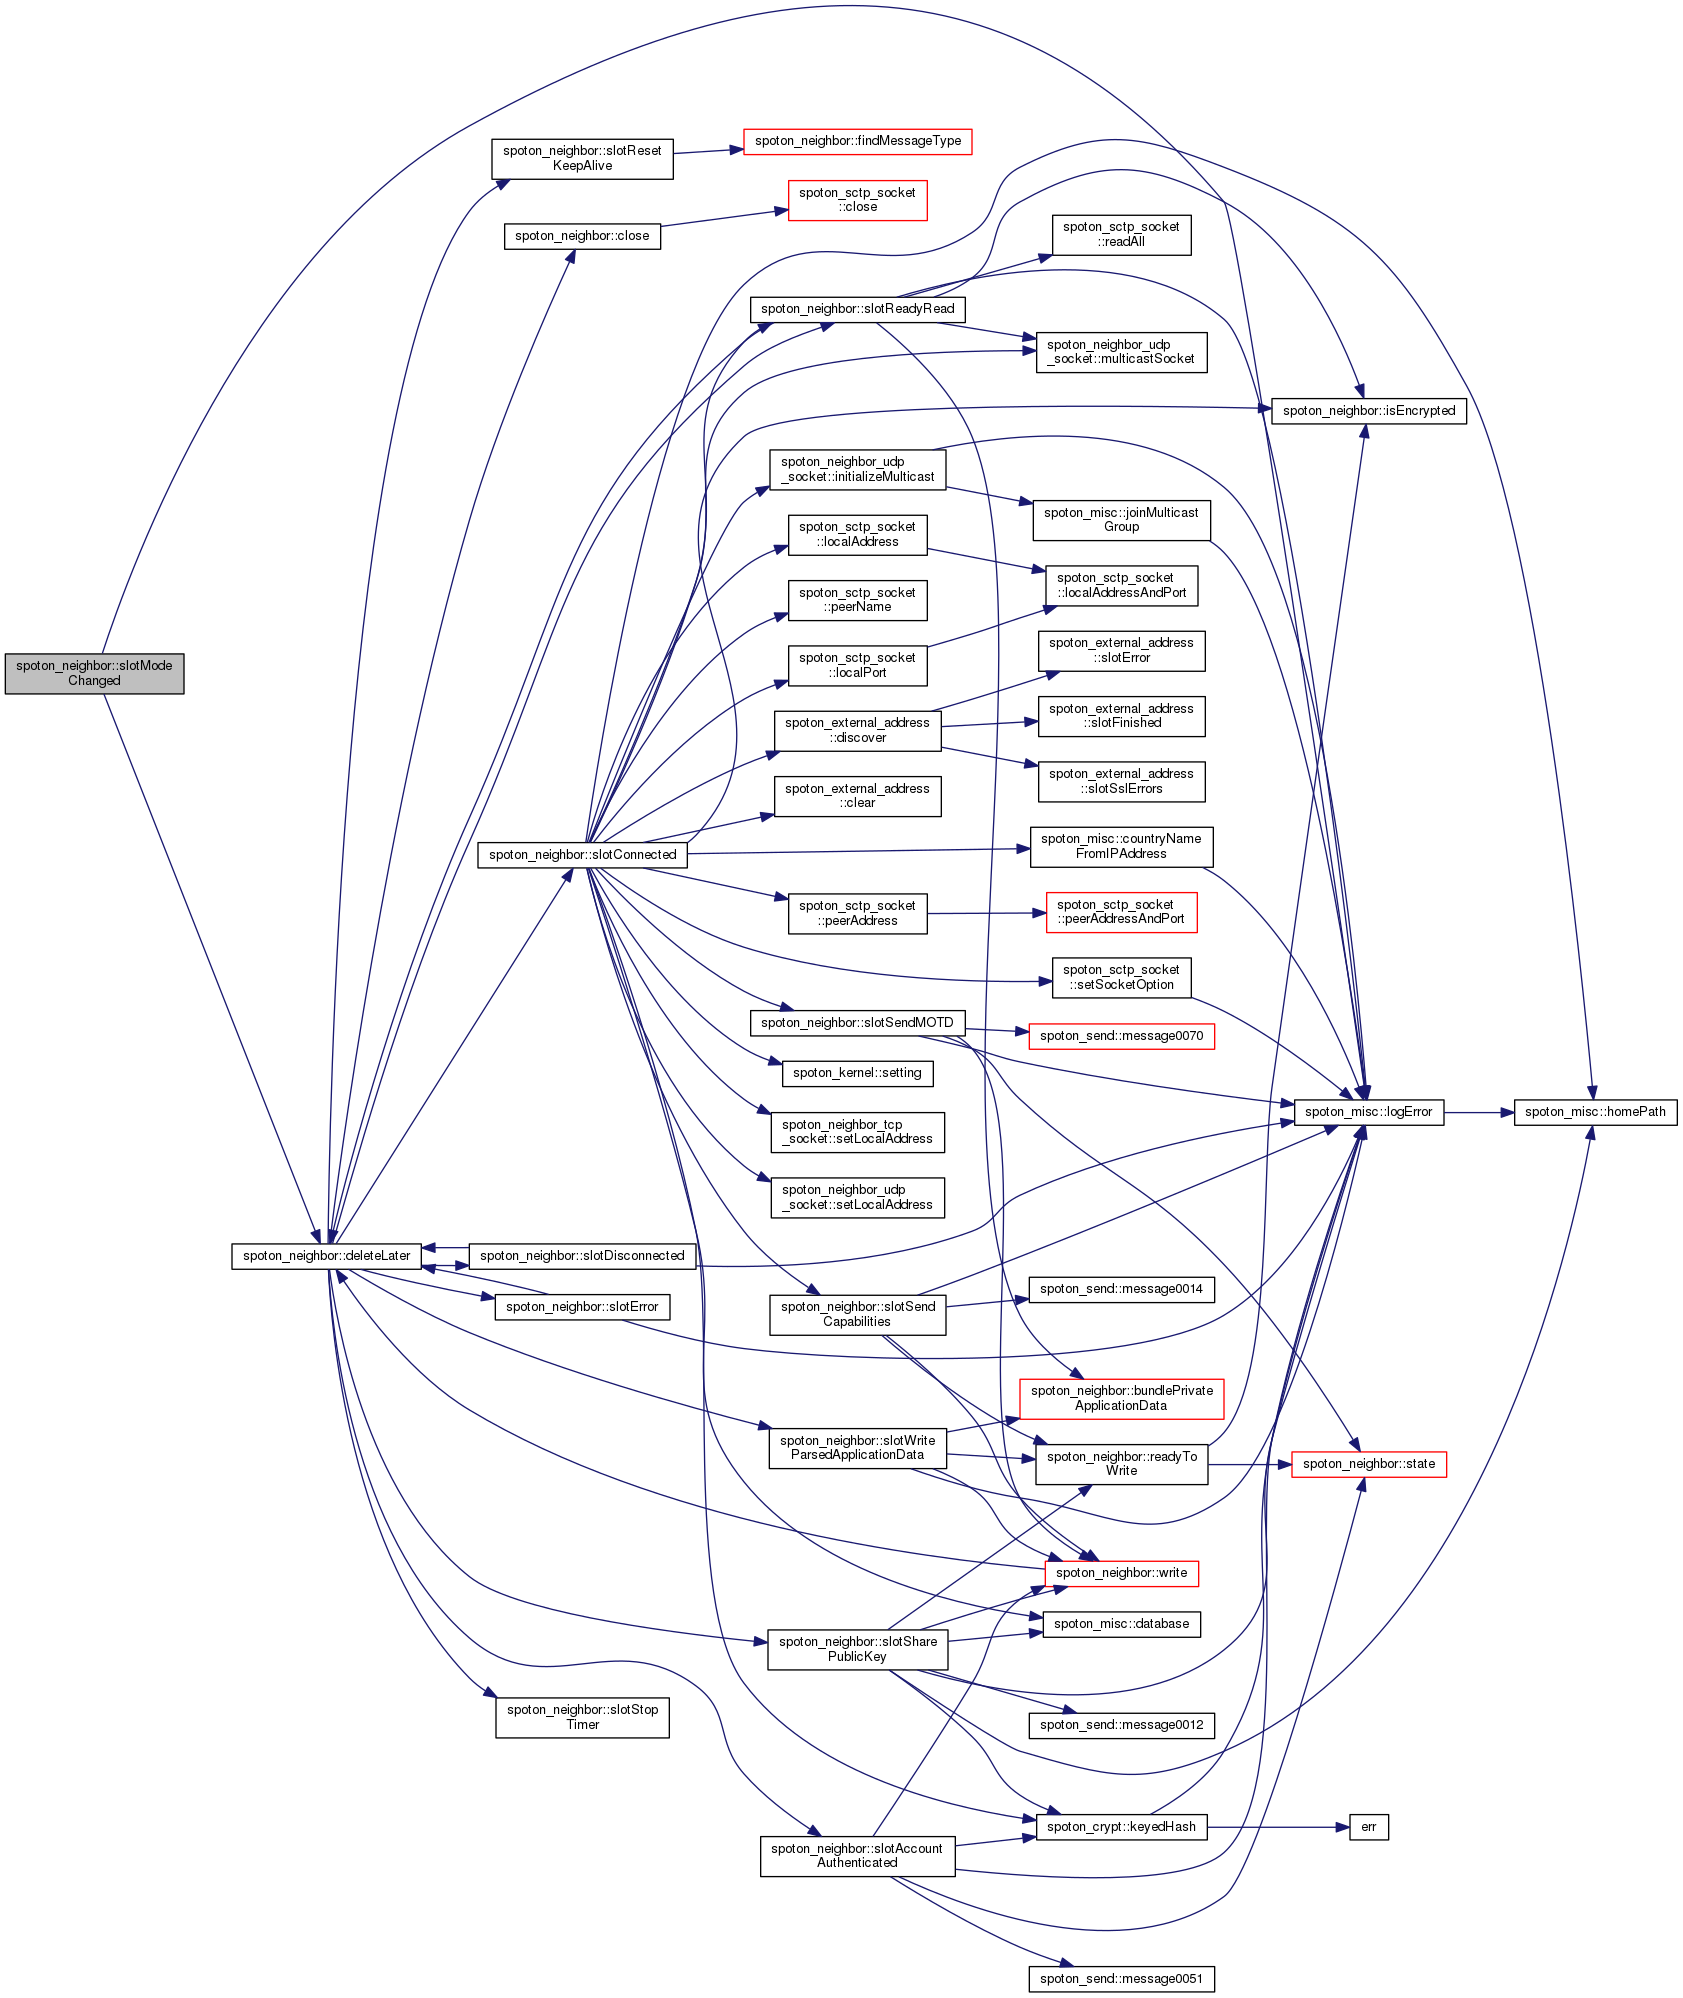 spoton_neighbor::slotMode
Changed
spoton_neighbor::deleteLater
spoton_neighbor::slotReset
KeepAlive
spoton_neighbor::close
spoton_neighbor::slotConnected
spoton_neighbor::slotDisconnected
spoton_neighbor::slotError
spoton_neighbor::slotStop
Timer
spoton_neighbor::findMessageType
spoton_sctp_socket
::close
spoton_neighbor::slotReadyRead
spoton_neighbor_udp
_socket::initializeMulticast
spoton_sctp_socket
::localAddress
spoton_sctp_socket
::peerName
spoton_sctp_socket
::localPort
spoton_external_address
::discover
spoton_external_address
::clear
spoton_sctp_socket
::peerAddress
spoton_neighbor::slotSendMOTD
spoton_kernel::setting
spoton_neighbor_tcp
_socket::setLocalAddress
spoton_neighbor_udp
_socket::setLocalAddress
spoton_neighbor::slotSend
Capabilities
spoton_neighbor::slotWrite
ParsedApplicationData
spoton_neighbor::slotShare
PublicKey
spoton_neighbor::slotAccount
Authenticated
spoton_sctp_socket
::readAll
spoton_neighbor_udp
_socket::multicastSocket
spoton_misc::joinMulticast
Group
spoton_sctp_socket
::localAddressAndPort
spoton_external_address
::slotError
spoton_external_address
::slotFinished
spoton_external_address
::slotSslErrors
spoton_misc::countryName
FromIPAddress
spoton_sctp_socket
::peerAddressAndPort
spoton_sctp_socket
::setSocketOption
spoton_send::message0070
spoton_send::message0014
spoton_neighbor::bundlePrivate
ApplicationData
spoton_neighbor::readyTo
Write
spoton_neighbor::write
spoton_misc::database
spoton_send::message0012
spoton_crypt::keyedHash
spoton_send::message0051
spoton_neighbor::isEncrypted
spoton_misc::logError
spoton_neighbor::state
err
spoton_misc::homePath